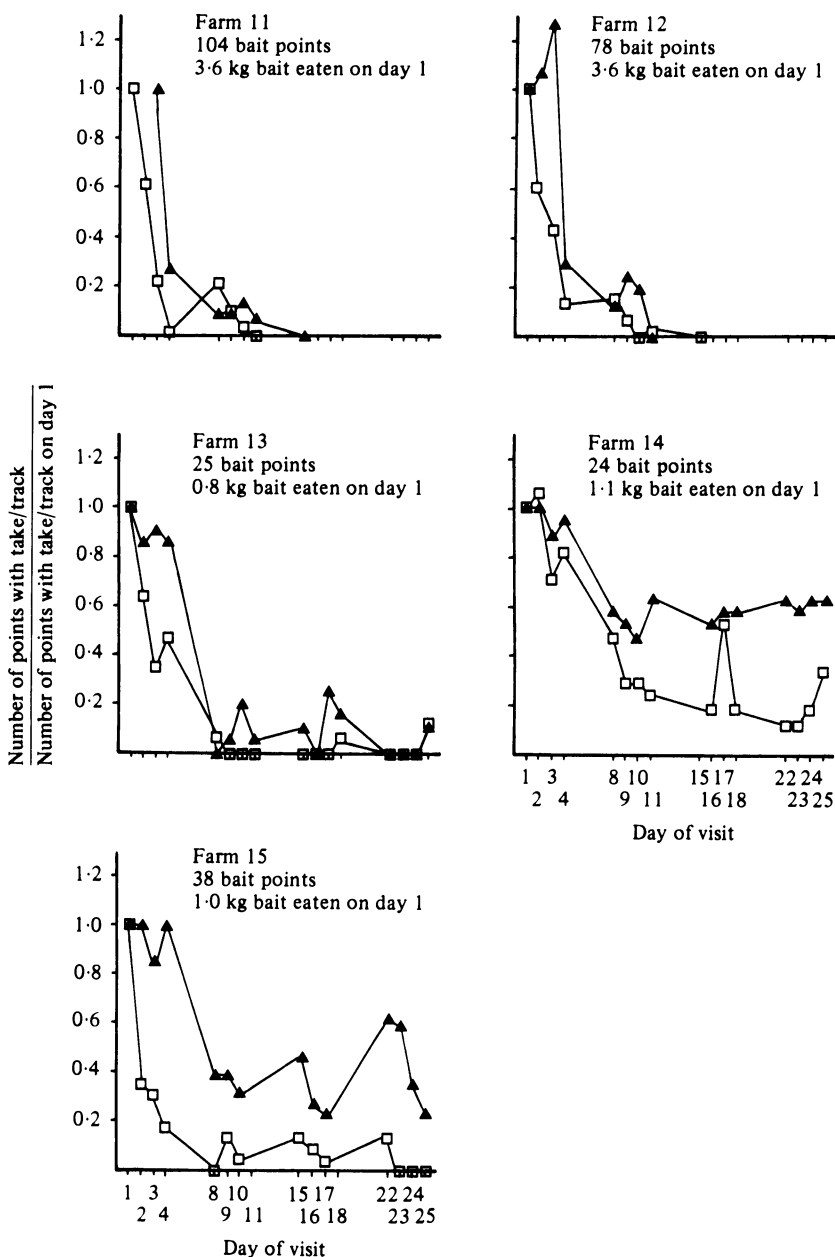 Farm 11
104 bait points
3·6 kg bait eaten on day 1
1·2
1·0
0·8
0·6
0·4
0·2
Farm 12
78 bait points
3·6 kg bait eaten on day 1
Number of points with take/track
Number of points with take/track on day 1
Farm 13
25 bait points
0·8 kg bait eaten on day 1
1·2
1·0
0·8
0·6
0·4
0·2
Farm 14
24 bait points
1·1 kg bait eaten on day 1
1 3 8 10 15 17 22 24
2 4 9 11 16 18 23 25
Day of visit
Farm 15
38 bait points
1·0 kg bait eaten on day 1
1·2
1·0
0·8
0·6
0·4
0·2
1 3 8 10 15 17 22 24
2 4 9 11 16 18 23 25
Day of visit